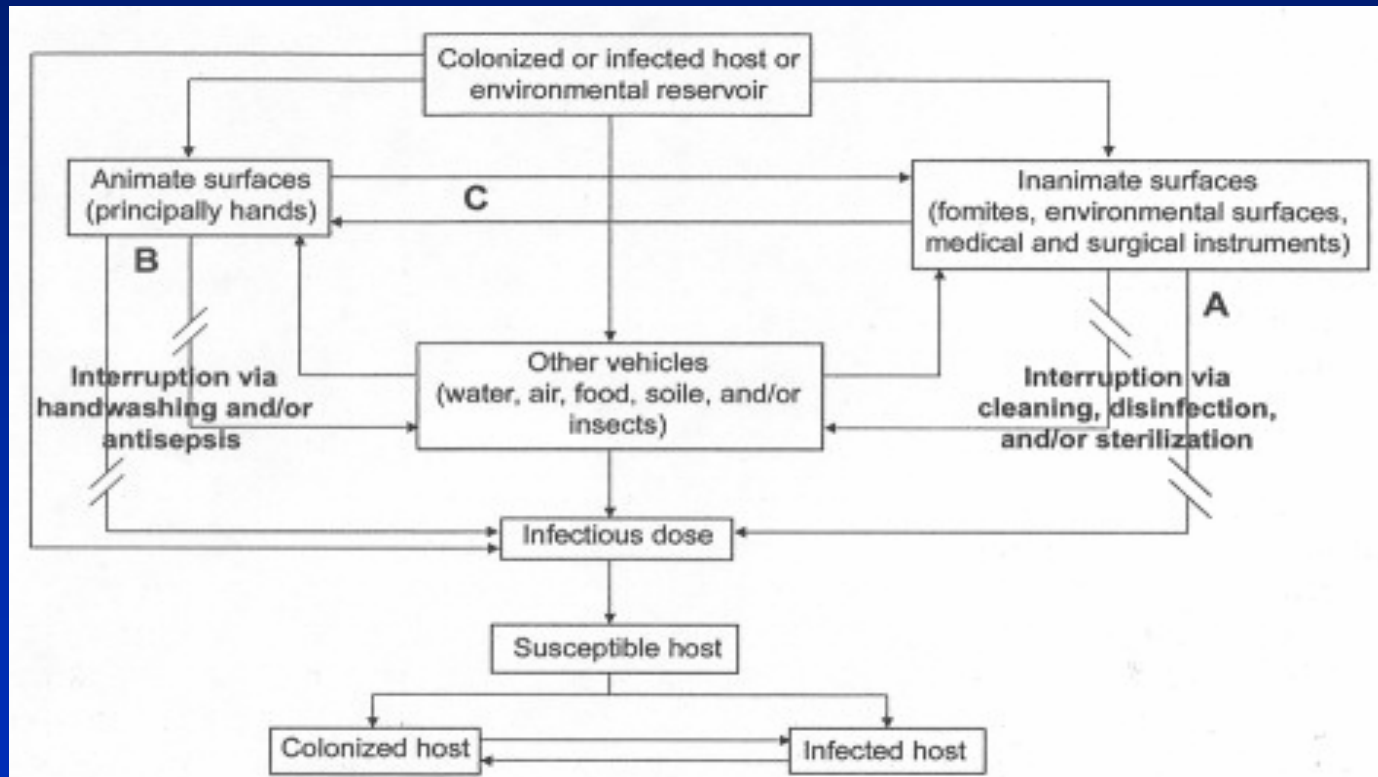 Colonized or infected host or
environmental reservoir
Animate surfaces
(principally hands)
C
Inanimate surfaces
(fomites, environmental surfaces,
medical and surgical instruments)
B
A
Other vehicles
(water, air, food, soile, and/or
insects)
Interruption via
handwashing and/or
antisepsis
Interruption via
cleaning, disinfection,
and/or sterilization
Infectious dose
Susceptible host
Colonized host
Infected host